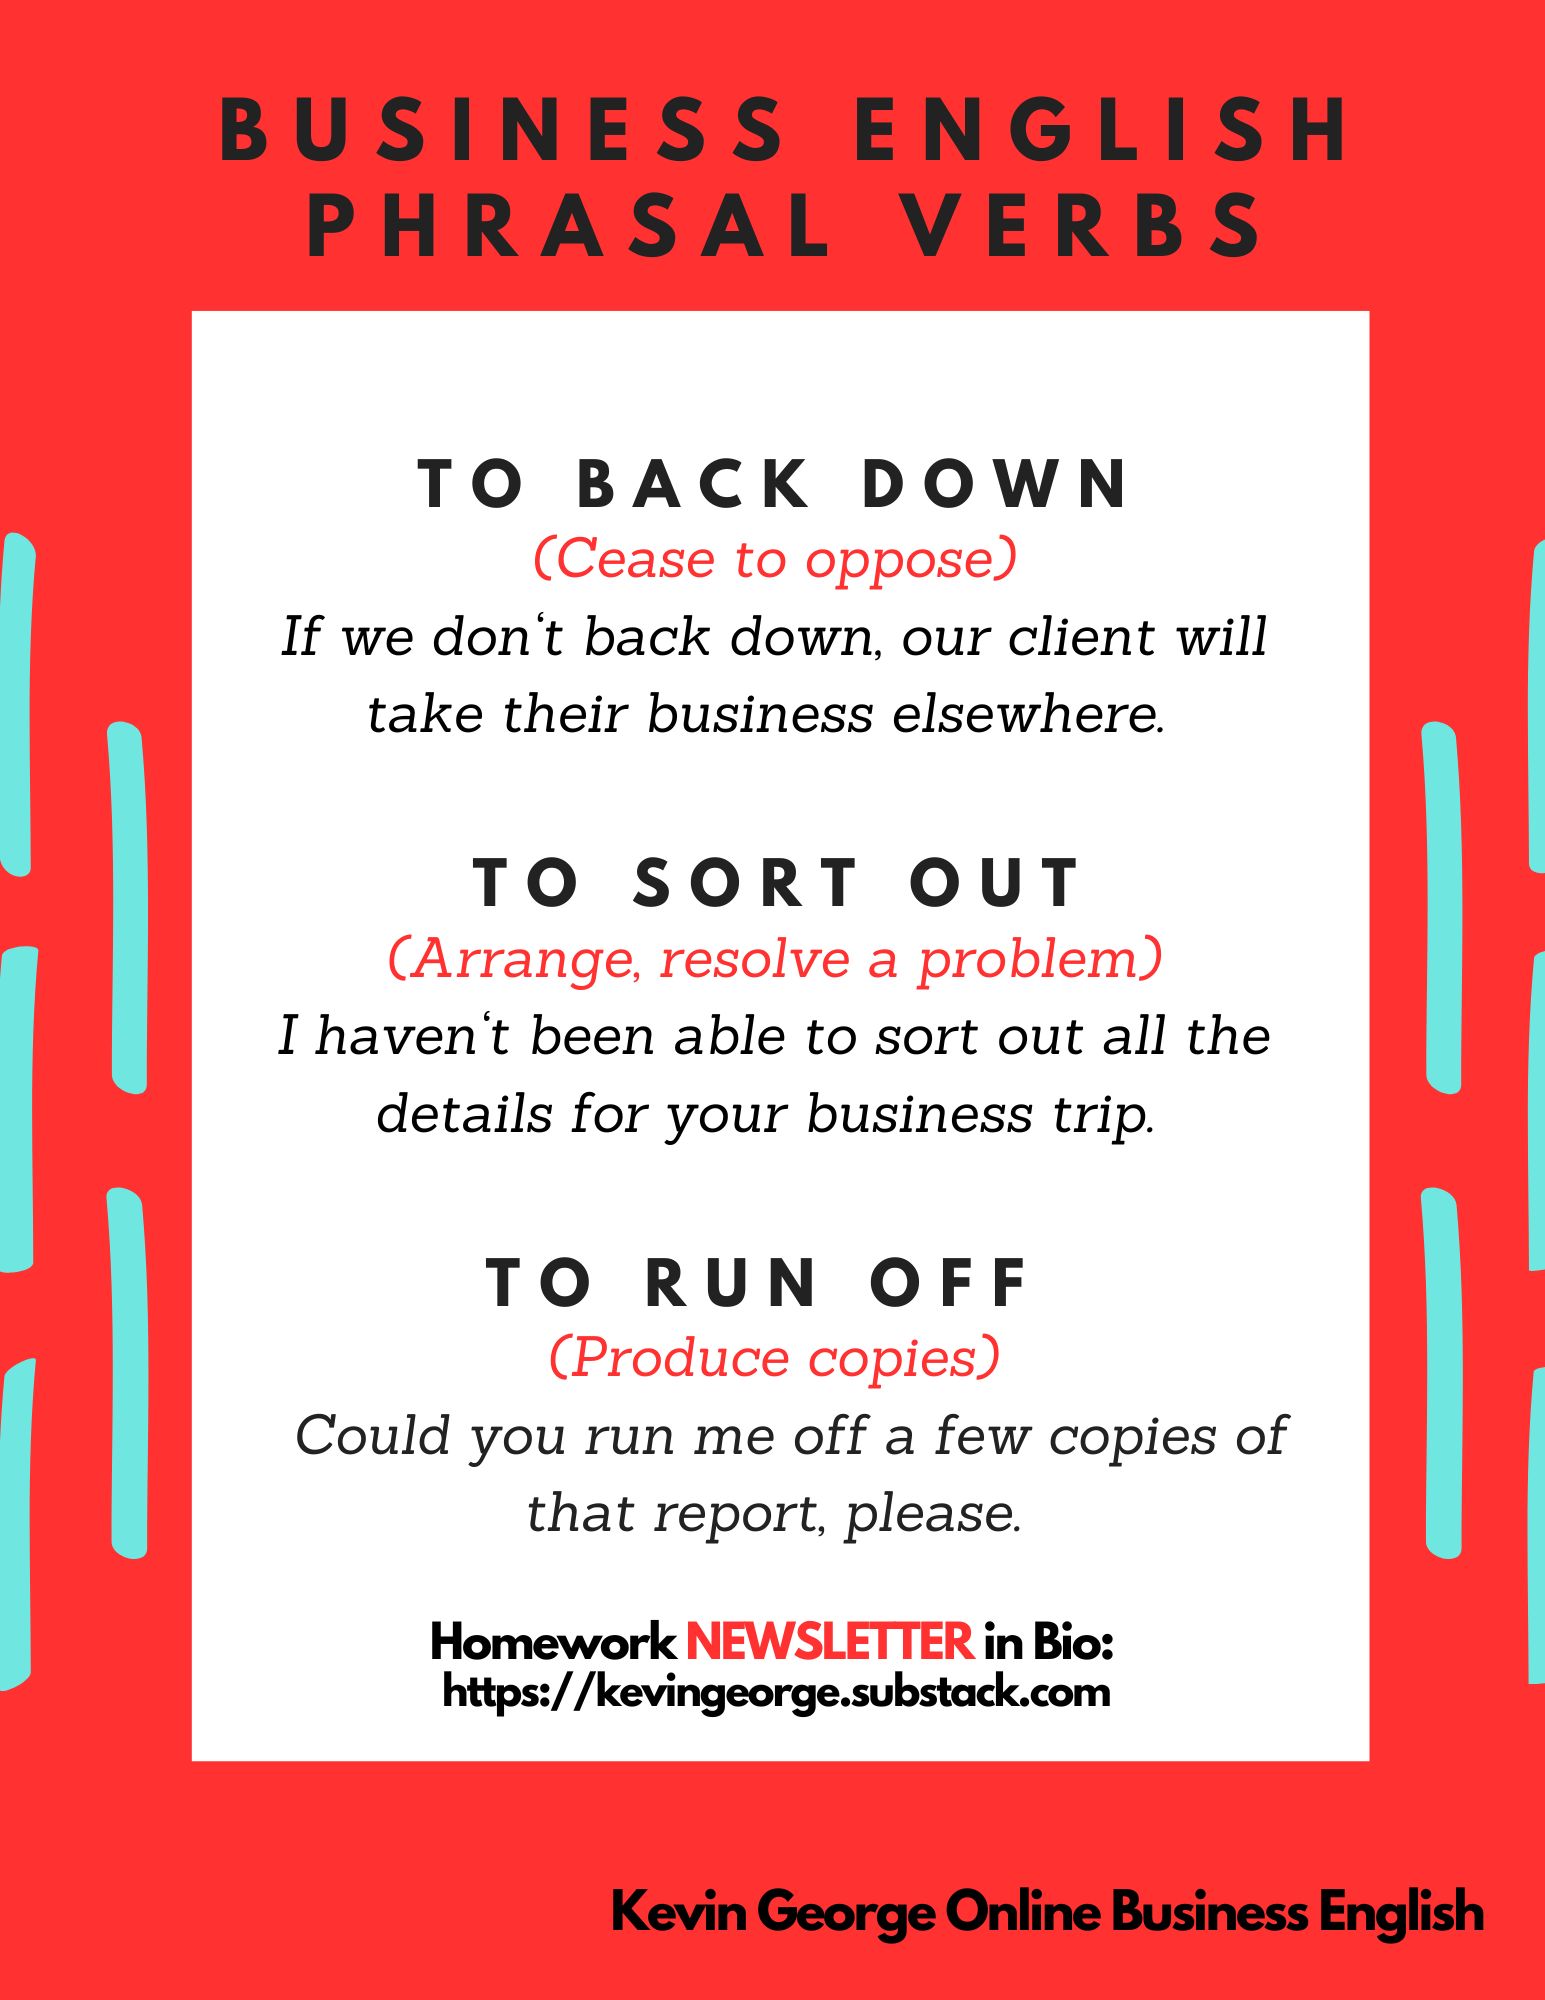 BUSINESS ENGLISH
PHRASAL VERBS
TO BACK DOWN
(Cease to oppose)
If we don‘t back down, our client will
take their business elsewhere.
TO SORT OUT
(Arrange, resolve a problem)
I haven‘t been able to sort out all the
details for your business trip.
TO RUN OFF
(Produce copies)
Could you run me off a few copies of
that report, please.
Homework NEWSLETTER in Bio:
https://kevingeorge.substack.com
Kevin George Online Business English